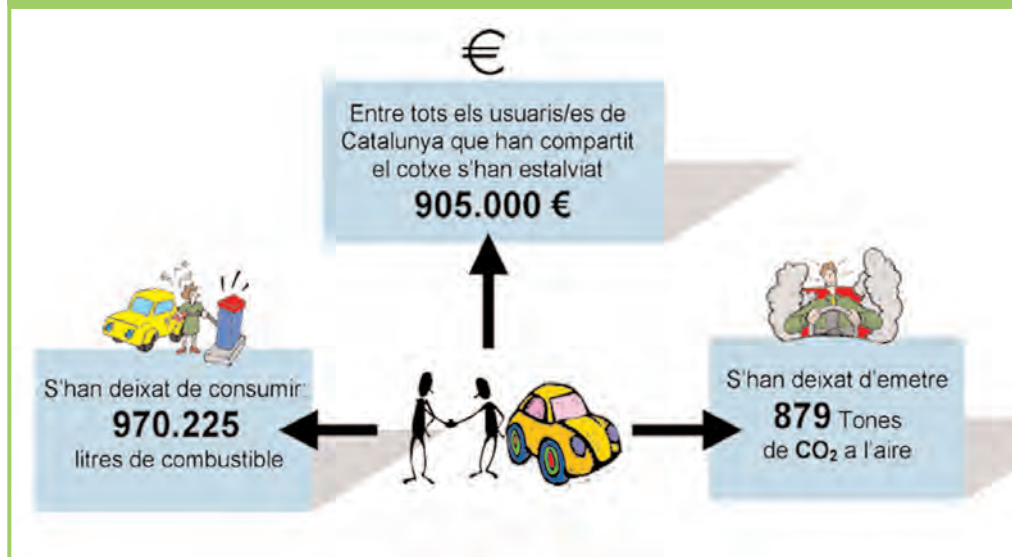 €
Entre tots els usuaris/es de
Catalunya que han compartit
el cotxe s'han estalviat
905.000 €
S'han deixat de consumir:
970.225
litres de combustible
S'han deixat d'emetre
879 Tones
de CO₂ a l'aire